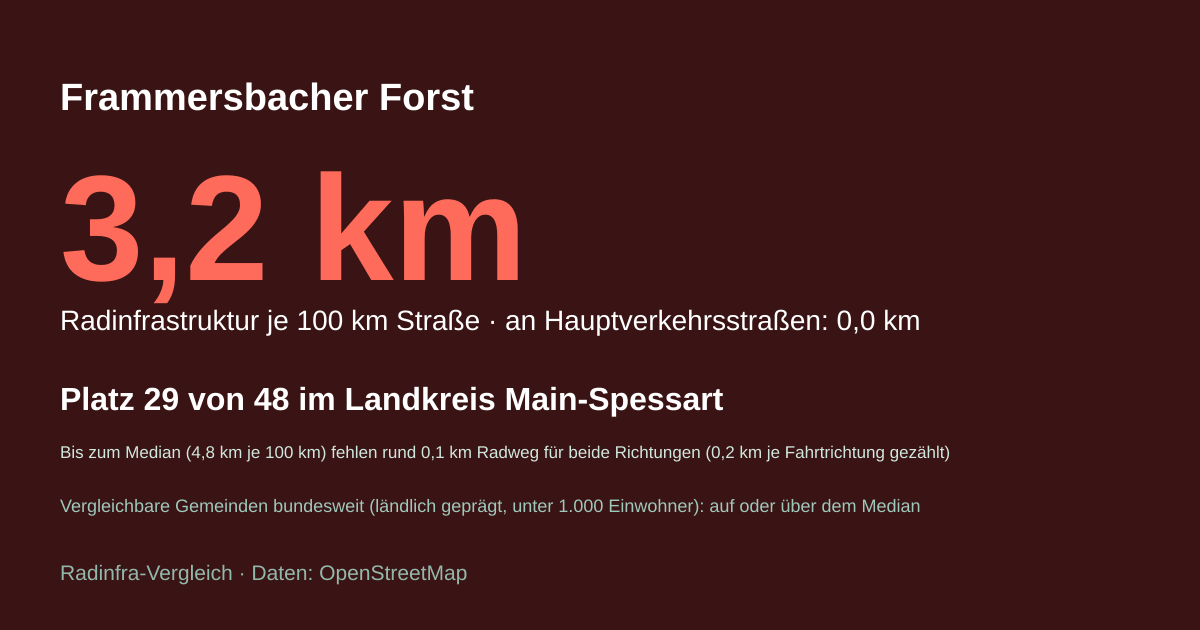 Frammersbacher Forst
3,2 km
Radinfrastruktur je 100 km Straße · an Hauptverkehrsstraßen: 0,0 km
Platz 29 von 48 im Landkreis Main-Spessart
Bis zum Median (4,8 km je 100 km) fehlen rund 0,1 km Radweg für beide Richtungen (0,2 km je Fahrtrichtung gezählt)
Vergleichbare Gemeinden bundesweit (ländlich geprägt, unter 1.000 Einwohner): auf oder über dem Median
Radinfra-Vergleich · Daten: OpenStreetMap